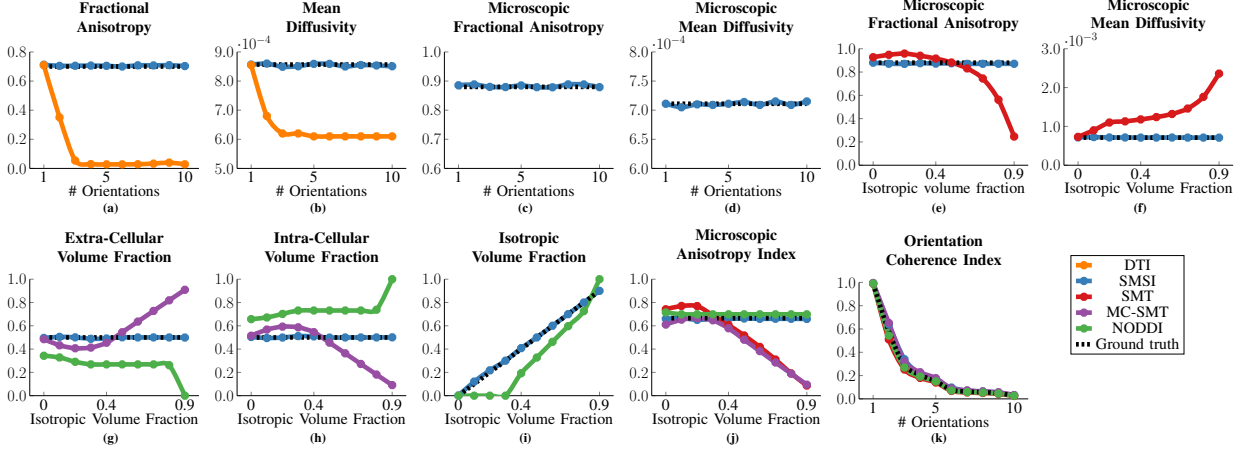 Fractional
Anisotropy
0.8
0.6
0.4
0.2
0.0
1
5
10
# Orientations
(a)
Mean
Diffusivity
·10⁻⁴
9.0
8.0
7.0
6.0
5.0
1
5
10
# Orientations
(b)
Microscopic
Fractional Anisotropy
1.0
0.9
0.8
0.7
0.6
1
5
10
# Orientations
(c)
Microscopic
Mean Diffusivity
·10⁻⁴
9.0
8.0
7.0
6.0
1
5
10
# Orientations
(d)
Microscopic
Fractional Anisotropy
1.0
0.8
0.6
0.4
0.2
0.0
0
0.4
0.9
Isotropic volume fraction
(e)
Microscopic
Mean Diffusivity
·10⁻³
3.0
2.0
1.0
0.0
0
0.4
0.9
Isotropic Volume Fraction
(f)
Extra-Cellular
Volume Fraction
1.0
0.8
0.6
0.4
0.2
0.0
0
0.4
0.9
Isotropic Volume Fraction
(g)
Intra-Cellular
Volume Fraction
1.0
0.8
0.6
0.4
0.2
0.0
0
0.4
0.9
Isotropic Volume Fraction
(h)
Isotropic
Volume Fraction
1.0
0.8
0.6
0.4
0.2
0.0
0
0.4
0.9
Isotropic Volume Fraction
(i)
Microscopic
Anisotropy Index
1.0
0.8
0.6
0.4
0.2
0.0
0
0.4
0.9
Isotropic Volume Fraction
(j)
Orientation
Coherence Index
1.0
0.8
0.6
0.4
0.2
0.0
1
5
10
# Orientations
(k)
DTI
SMSI
SMT
MC-SMT
NODDI
Ground truth